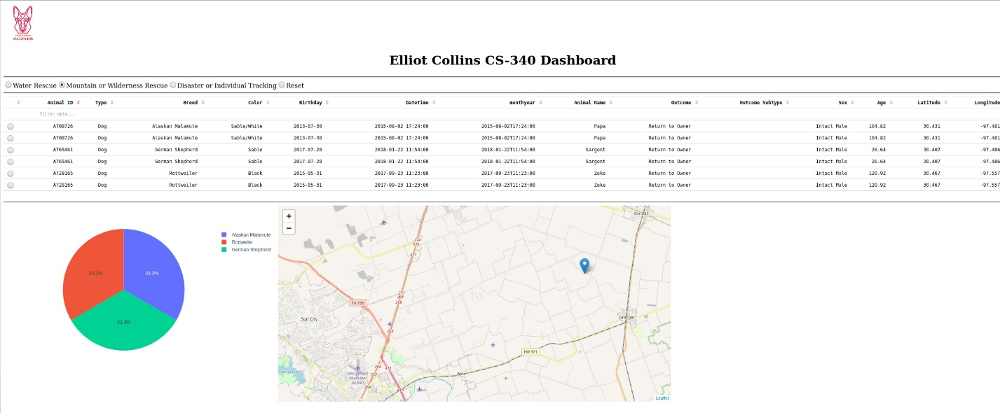 SALVARE
Elliot Collins CS-340 Dashboard
Water Rescue Mountain or Wilderness Rescue Disaster or Individual Tracking Reset
Animal ID Type Breed Color Birthday DateTime monthyear Animal Name Outcome Outcome Subtype Sex Age Latitude Longitude
filter data...
A708726 Dog Alaskan Malamute Sable/White 2013-07-30 2015-08-02 17:24:00 2015-08-02T17:24:00 Papa Return to Owner Intact Male 104.82 30.431 -97.481
A708726 Dog Alaskan Malamute Sable/White 2013-07-30 2015-08-02 17:24:00 2015-08-02T17:24:00 Papa Return to Owner Intact Male 104.82 30.431 -97.481
A765461 Dog German Shepherd Sable 2017-07-20 2018-01-22 11:54:00 2018-01-22T11:54:00 Sargent Return to Owner Intact Male 26.64 30.407 -97.486
A765461 Dog German Shepherd Sable 2017-07-20 2018-01-22 11:54:00 2018-01-22T11:54:00 Sargent Return to Owner Intact Male 26.64 30.407 -97.486
A728165 Dog Rottweiler Black 2015-05-31 2017-09-23 11:23:00 2017-09-23T11:23:00 Zeke Return to Owner Intact Male 120.92 30.467 -97.557
A728165 Dog Rottweiler Black 2015-05-31 2017-09-23 11:23:00 2017-09-23T11:23:00 Zeke Return to Owner Intact Male 120.92 30.467 -97.557
33.3% 33.3%
33.3%
Alaskan Malamute
Rottweiler
German Shepherd
+
−
Bartlett
274
271
268
268
TX 195
Sun City
Granger
268
FM 971
264
Georgetown
Municipal
Airport
Weir
264
Leaflet